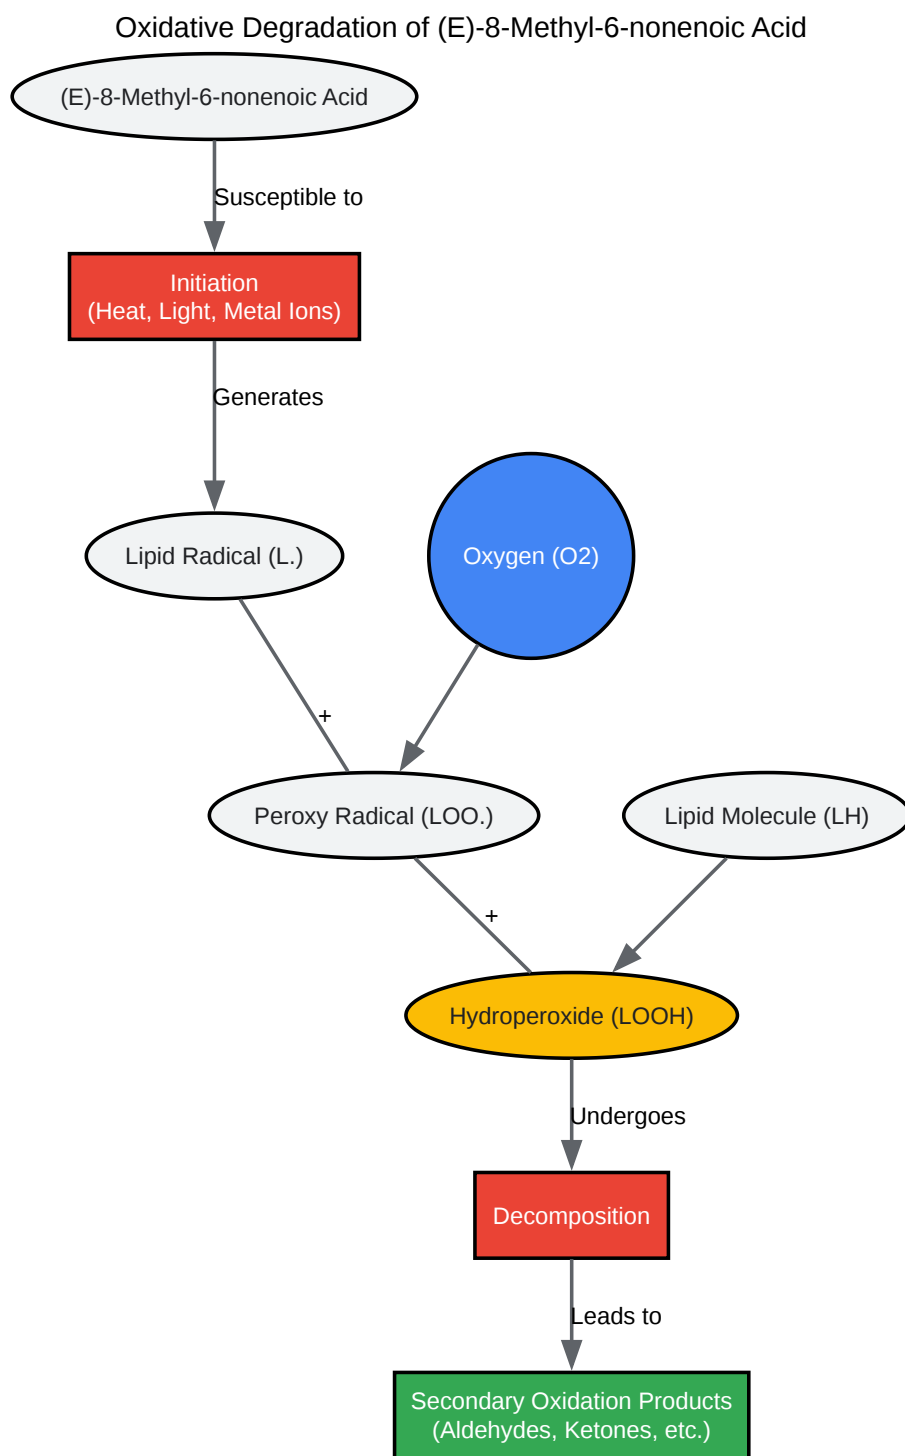 Oxidative Degradation of (E)-8-Methyl-6-nonenoic Acid
(E)-8-Methyl-6-nonenoic Acid
Susceptible to
Initiation
(Heat, Light, Metal Ions)
Generates
Lipid Radical (L.)
Oxygen (O2)
+
Peroxy Radical (LOO.)
Lipid Molecule (LH)
+
Hydroperoxide (LOOH)
Undergoes
Decomposition
Leads to
Secondary Oxidation Products
(Aldehydes, Ketones, etc.)